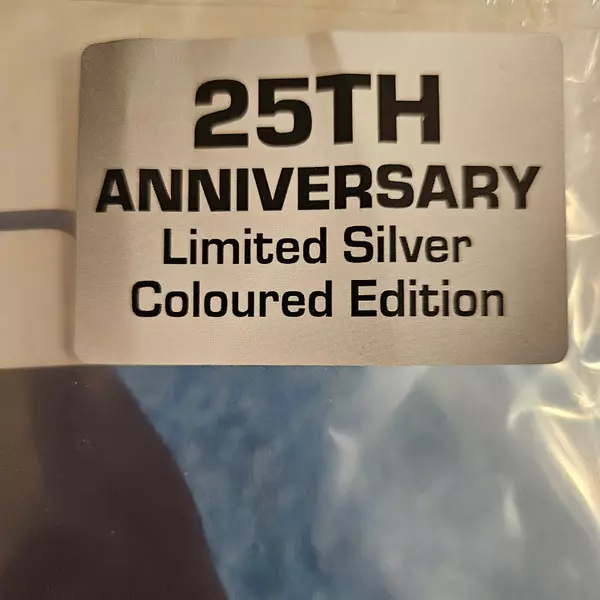 25TH
ANNIVERSARY
Limited Silver
Coloured Edition